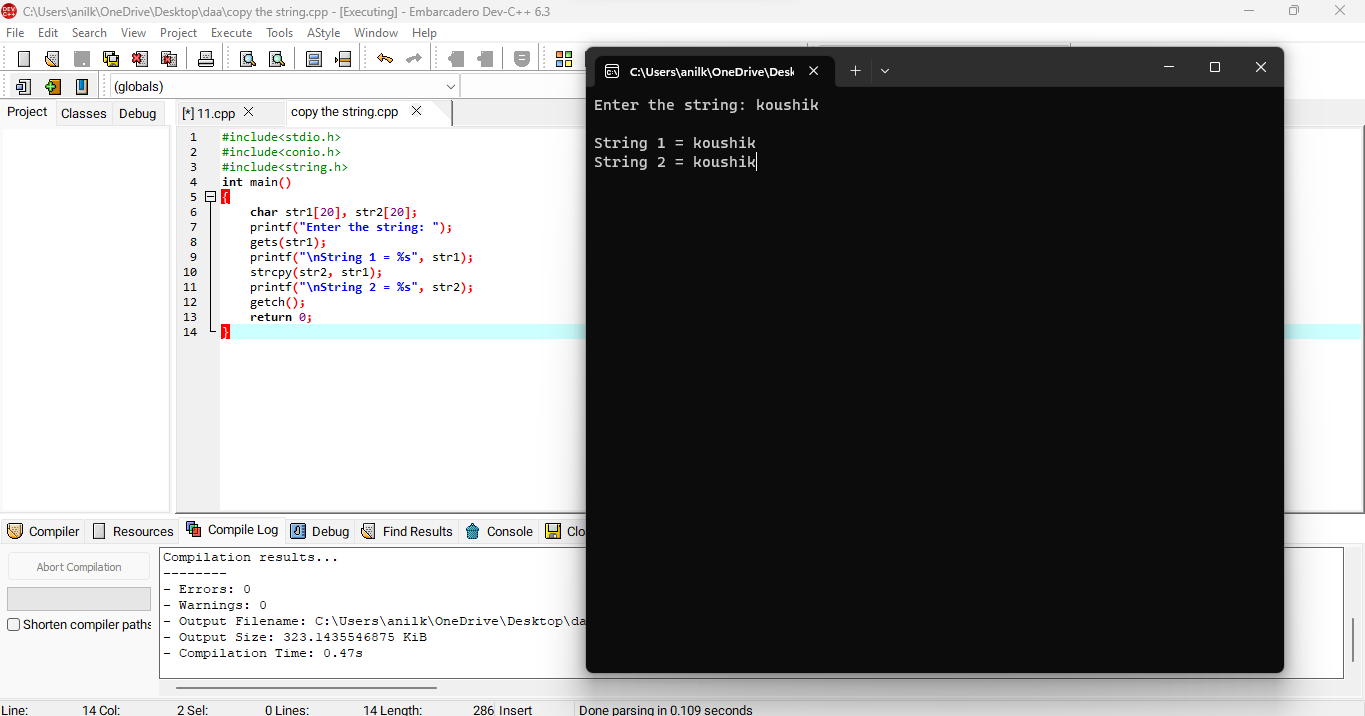 C:\Users\anilk\OneDrive\Desktop\daa\copy the string.cpp - [Executing] - Embarcadero Dev-C++ 6.3
File Edit Search View Project Execute Tools AStyle Window Help
(globals)
Project Classes Debug
[*] 11.cpp copy the string.cpp
1 #include<stdio.h>
2 #include<conio.h>
3 #include<string.h>
4 int main()
5 {
6 char str1[20], str2[20];
7 printf("Enter the string: ");
8 gets(str1);
9 printf("\nString 1 = %s", str1);
10 strcpy(str2, str1);
11 printf("\nString 2 = %s", str2);
12 getch();
13 return 0;
14 }
C:\Users\anilk\OneDrive\Desk
Enter the string: koushik
String 1 = koushik
String 2 = koushik
Compiler Resources Compile Log Debug Find Results Console Clo
Abort Compilation
Shorten compiler paths
Compilation results...
--------
- Errors: 0
- Warnings: 0
- Output Filename: C:\Users\anilk\OneDrive\Desktop\da
- Output Size: 323.1435546875 KiB
- Compilation Time: 0.47s
Line: 14 Col: 2 Sel: 0 Lines: 14 Length: 286 Insert Done parsing in 0.109 seconds